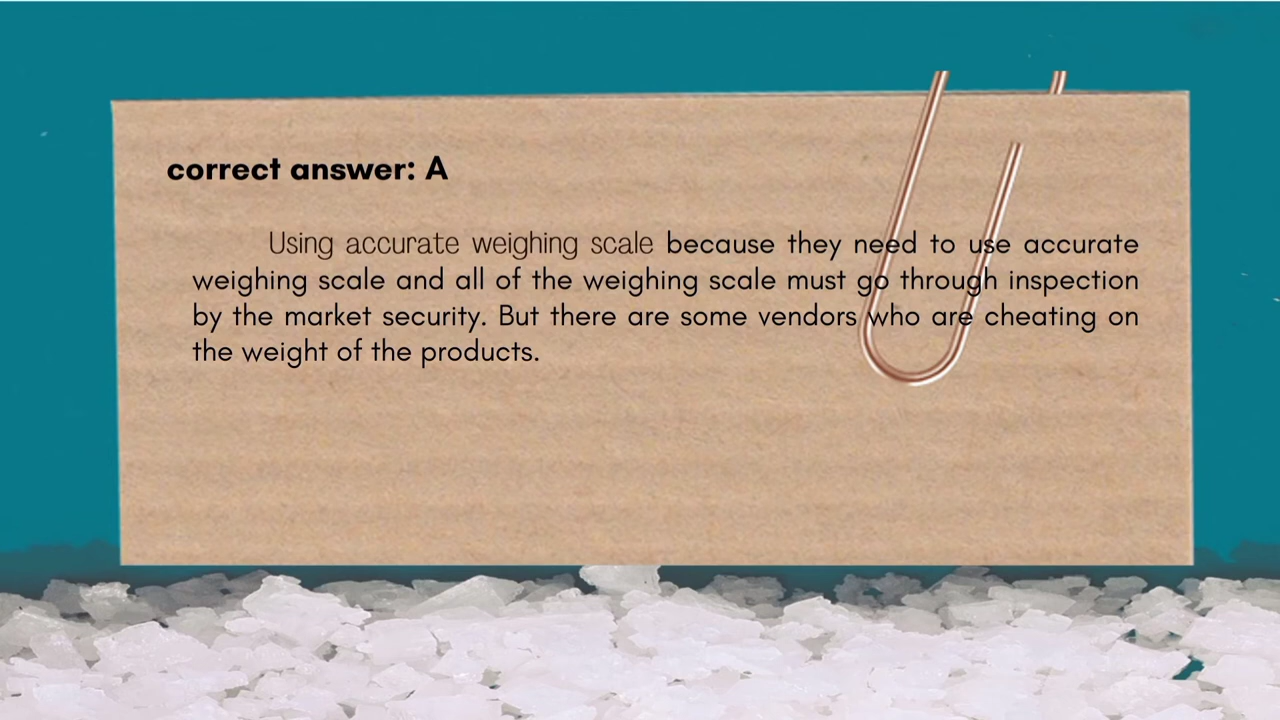 correct answer: A
Using accurate weighing scale because they need to use accurate
weighing scale and all of the weighing scale must go through inspection
by the market security. But there are some vendors who are cheating on
the weight of the products.